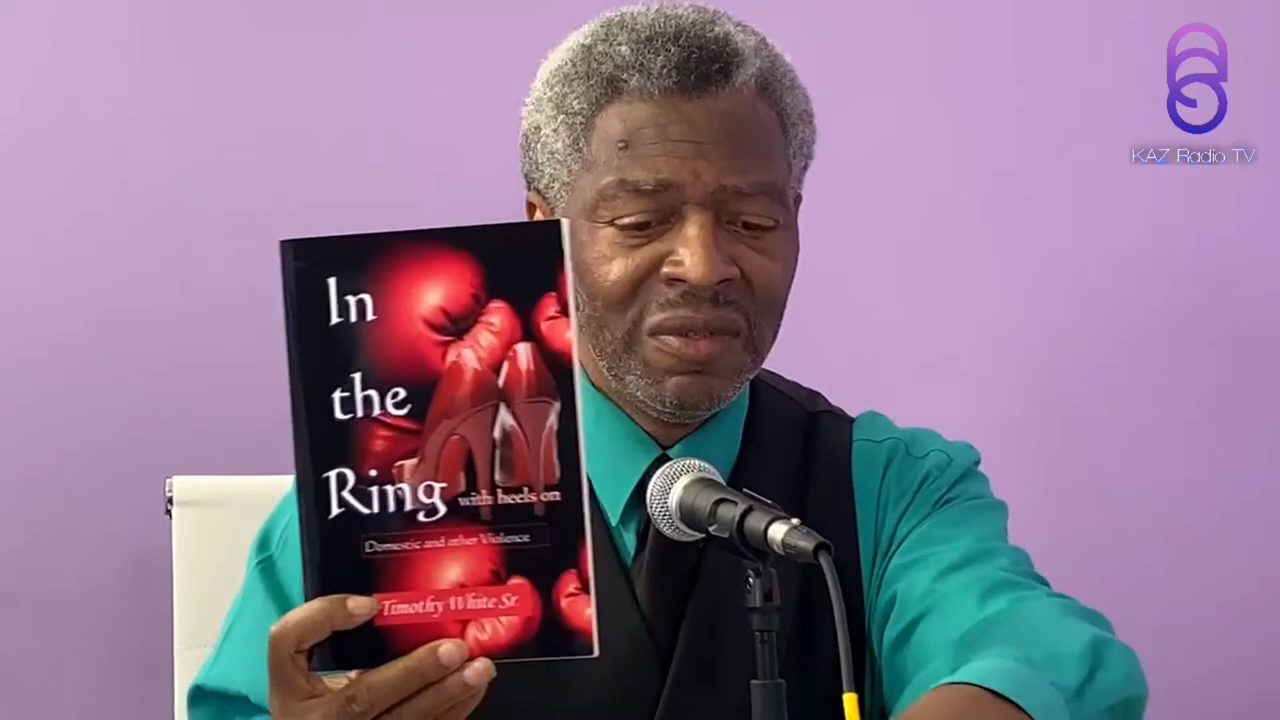 KAZ Radio TV
In
the
Ring with heels on
Domestic and other Violence
Timothy White Sr.